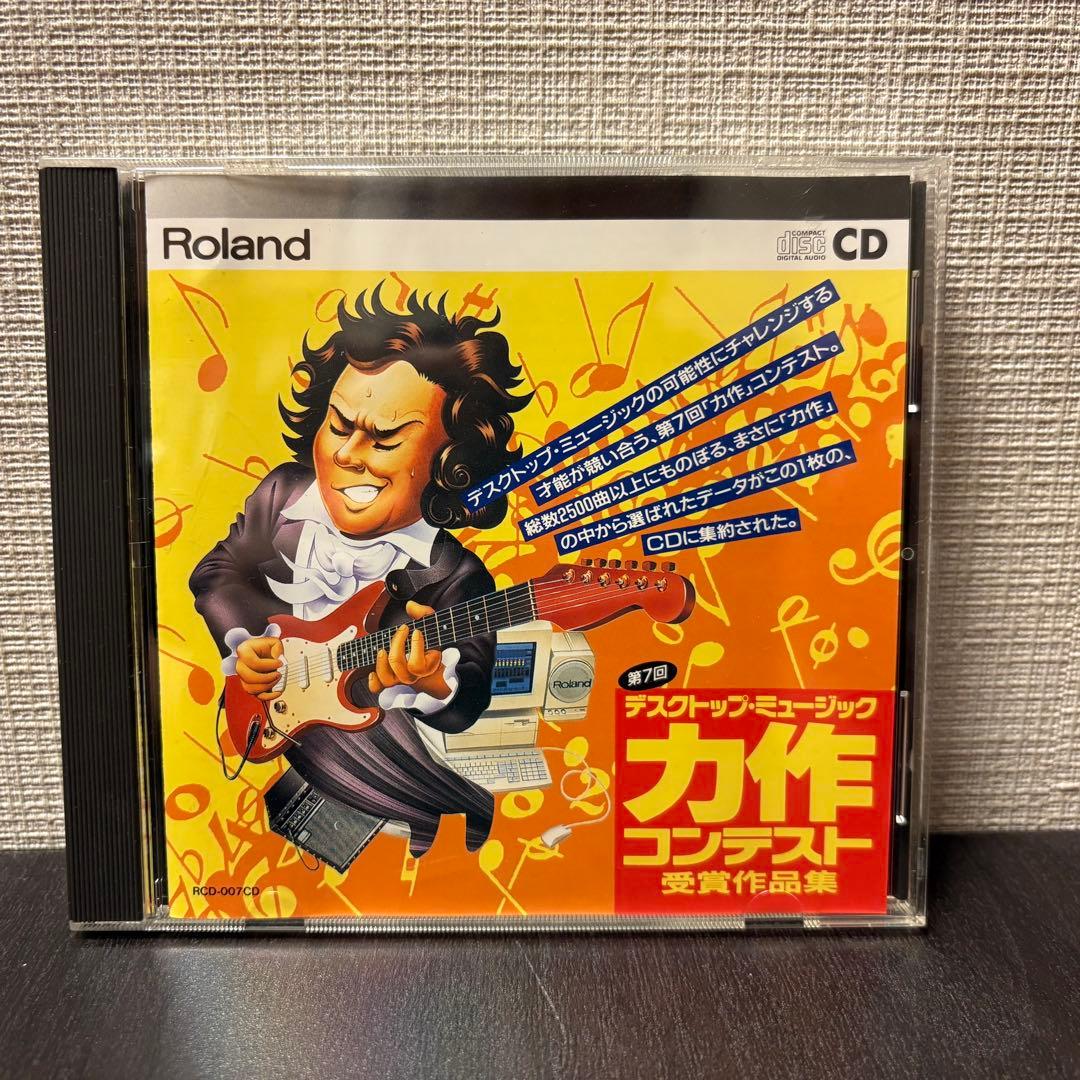 Roland
COMPACT
disc
DIGITAL AUDIO
CD
デスクトップ・ミュージックの可能性にチャレンジする
才能が競い合う、第7回「力作」コンテスト。
総数2500曲以上にものぼる、まさに「力作」
の中から選ばれたデータがこの1枚の、
CDに集約された。
Roland
第7回
デスクトップ・ミュージック
力作
コンテスト
受賞作品集
RCD-007CD